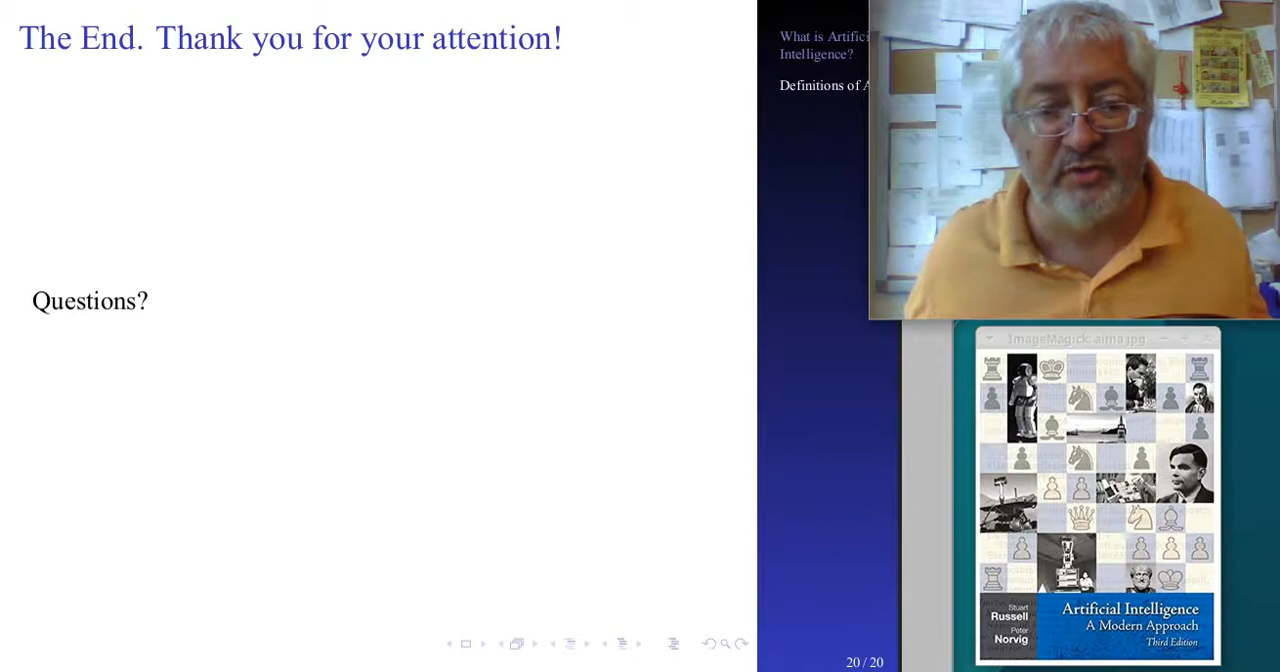 The End. Thank you for your attention!
Questions?
What is Artifici
Intelligence?
Definitions of A
20 / 20
ImageMagick: aima.jpg
Stuart
Russell
Peter
Norvig
Artificial Intelligence
A Modern Approach
Third Edition